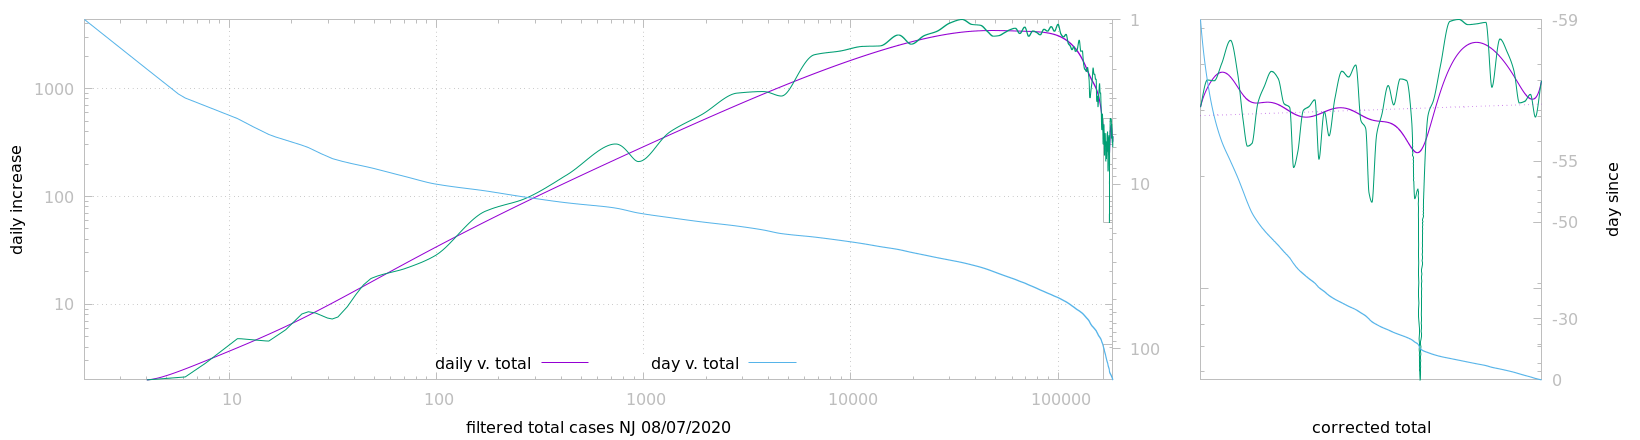 daily increase
1000
100
10
10
100
1000
10000
100000
1
10
100
daily v. total
day v. total
filtered total cases NJ 08/07/2020
-59
-55
-50
-30
0
day since
corrected total